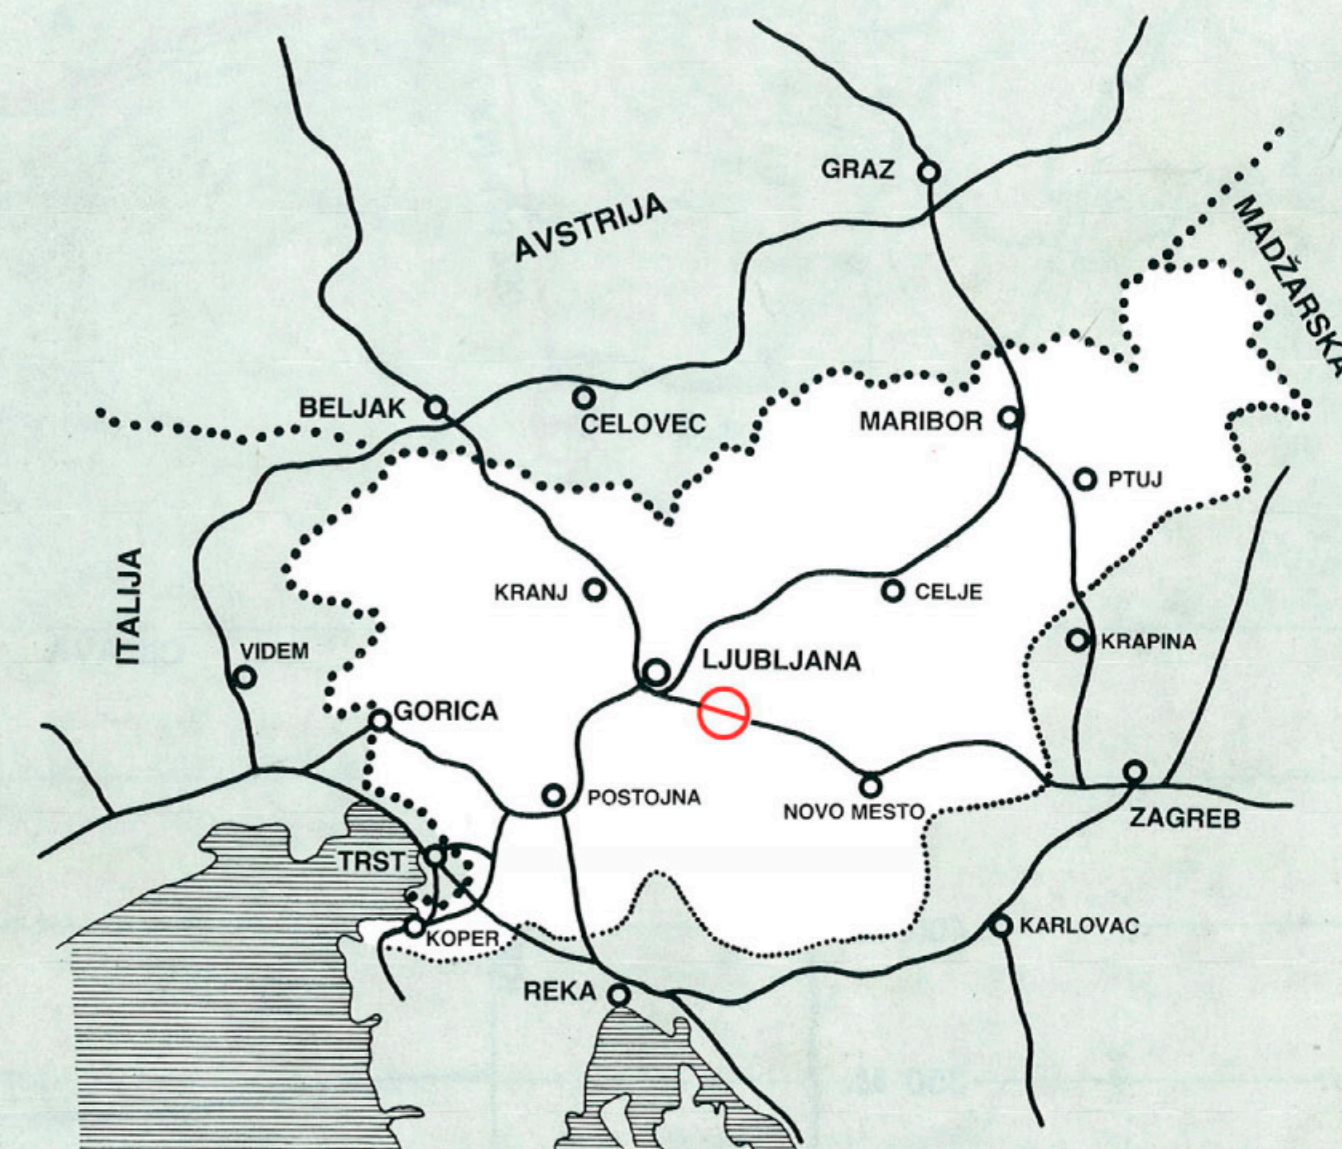 GRAZ
AVSTRIJA
MADŽARSKA
BELJAK
CELOVEC
MARIBOR
PTUJ
ITALIJA
KRANJ
CELJE
VIDEM
LJUBLJANA
KRAPINA
GORICA
POSTOJNA
NOVO MESTO
ZAGREB
TRST
KOPER
KARLOVAC
REKA